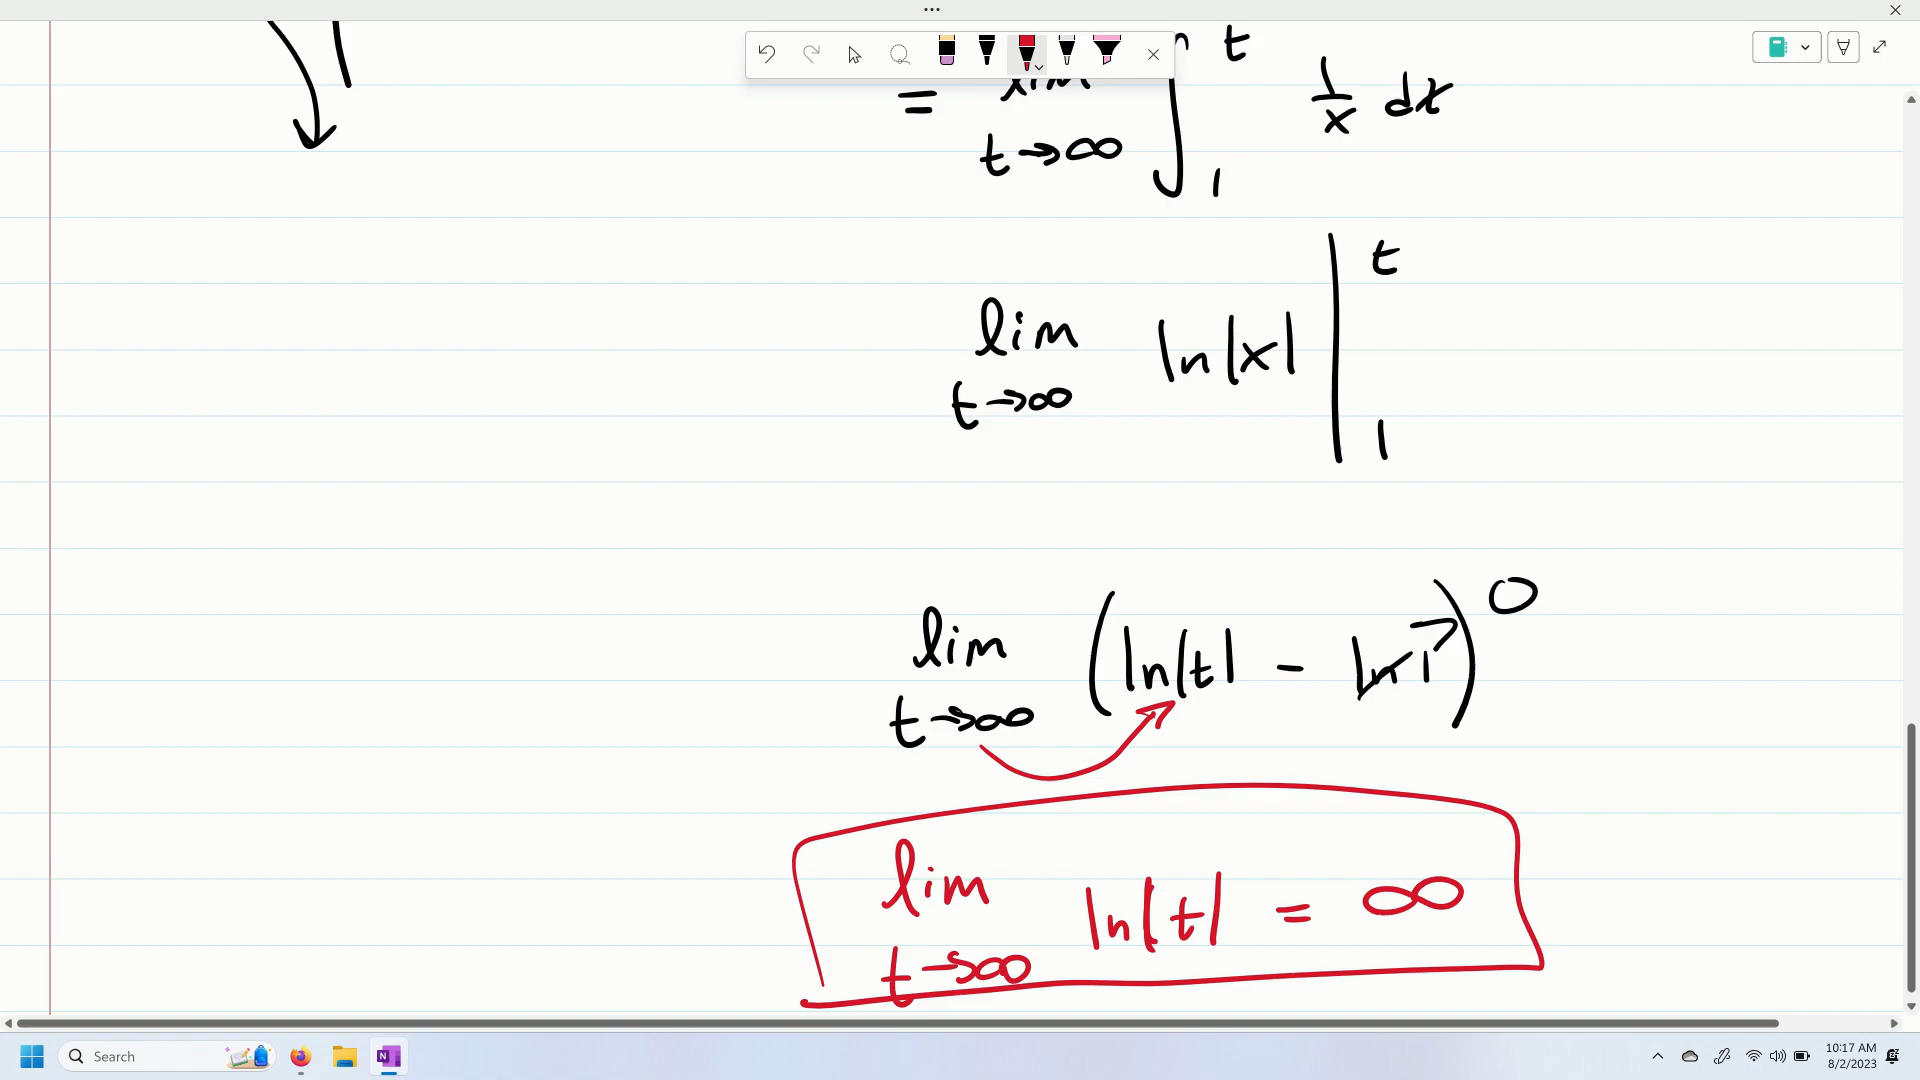 t
= lim ∫ 1/x dx
t→∞ 1
lim ln|x| | t
t→∞ 1
lim (ln|t| - ln 1) 0
t→∞
lim ln|t| = ∞
t→∞
Search
10:17 AM
8/2/2023